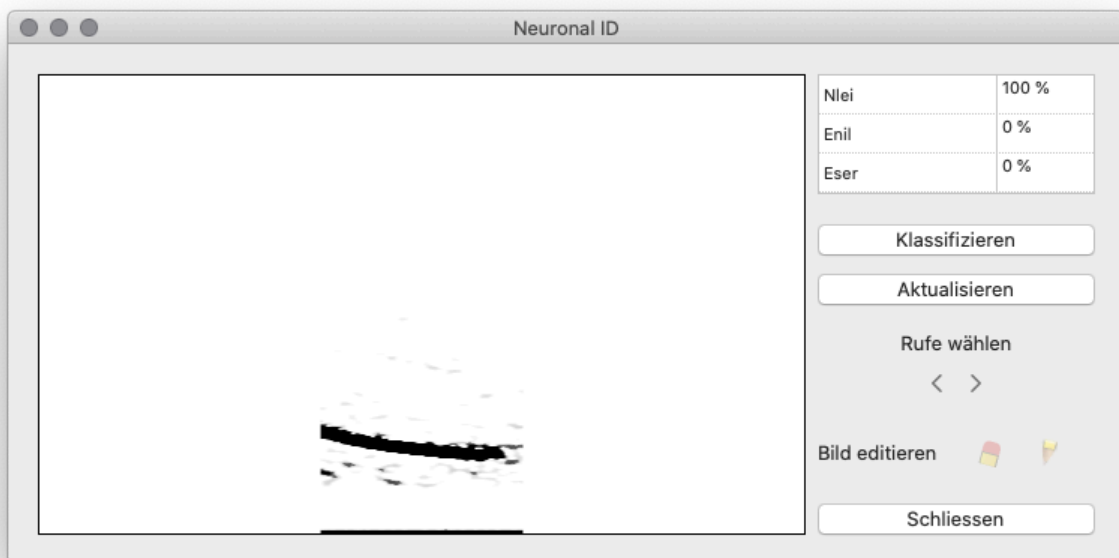 Neuronal ID
Nlei 100 %
Enil 0 %
Eser 0 %
Klassifizieren
Aktualisieren
Rufe wählen
Bild editieren
Schliessen